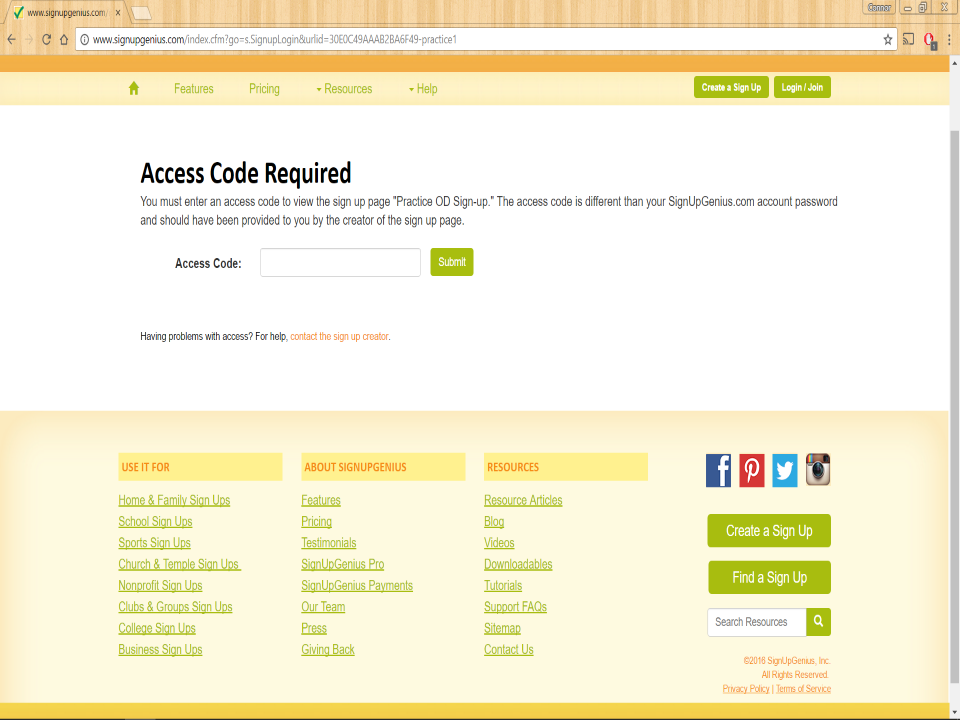 www.signupgenius.com/
Connor
www.signupgenius.com/index.cfm?go=s.SignupLogin&urlid=30E0C49AAAB2BA6F49-practice1
1
Features Pricing Resources Help
Create a Sign Up Login / Join
Access Code Required
You must enter an access code to view the sign up page "Practice OD Sign-up." The access code is different than your SignUpGenius.com account password
and should have been provided to you by the creator of the sign up page.
Access Code: Submit
Having problems with access? For help, contact the sign up creator.
USE IT FOR
Home & Family Sign Ups
School Sign Ups
Sports Sign Ups
Church & Temple Sign Ups
Nonprofit Sign Ups
Clubs & Groups Sign Ups
College Sign Ups
Business Sign Ups
ABOUT SIGNUPGENIUS
Features
Pricing
Testimonials
SignUpGenius Pro
SignUpGenius Payments
Our Team
Press
Giving Back
RESOURCES
Resource Articles
Blog
Videos
Downloadables
Tutorials
Support FAQs
Sitemap
Contact Us
Create a Sign Up
Find a Sign Up
Search Resources
©2016 SignUpGenius, Inc.
All Rights Reserved.
Privacy Policy | Terms of Service